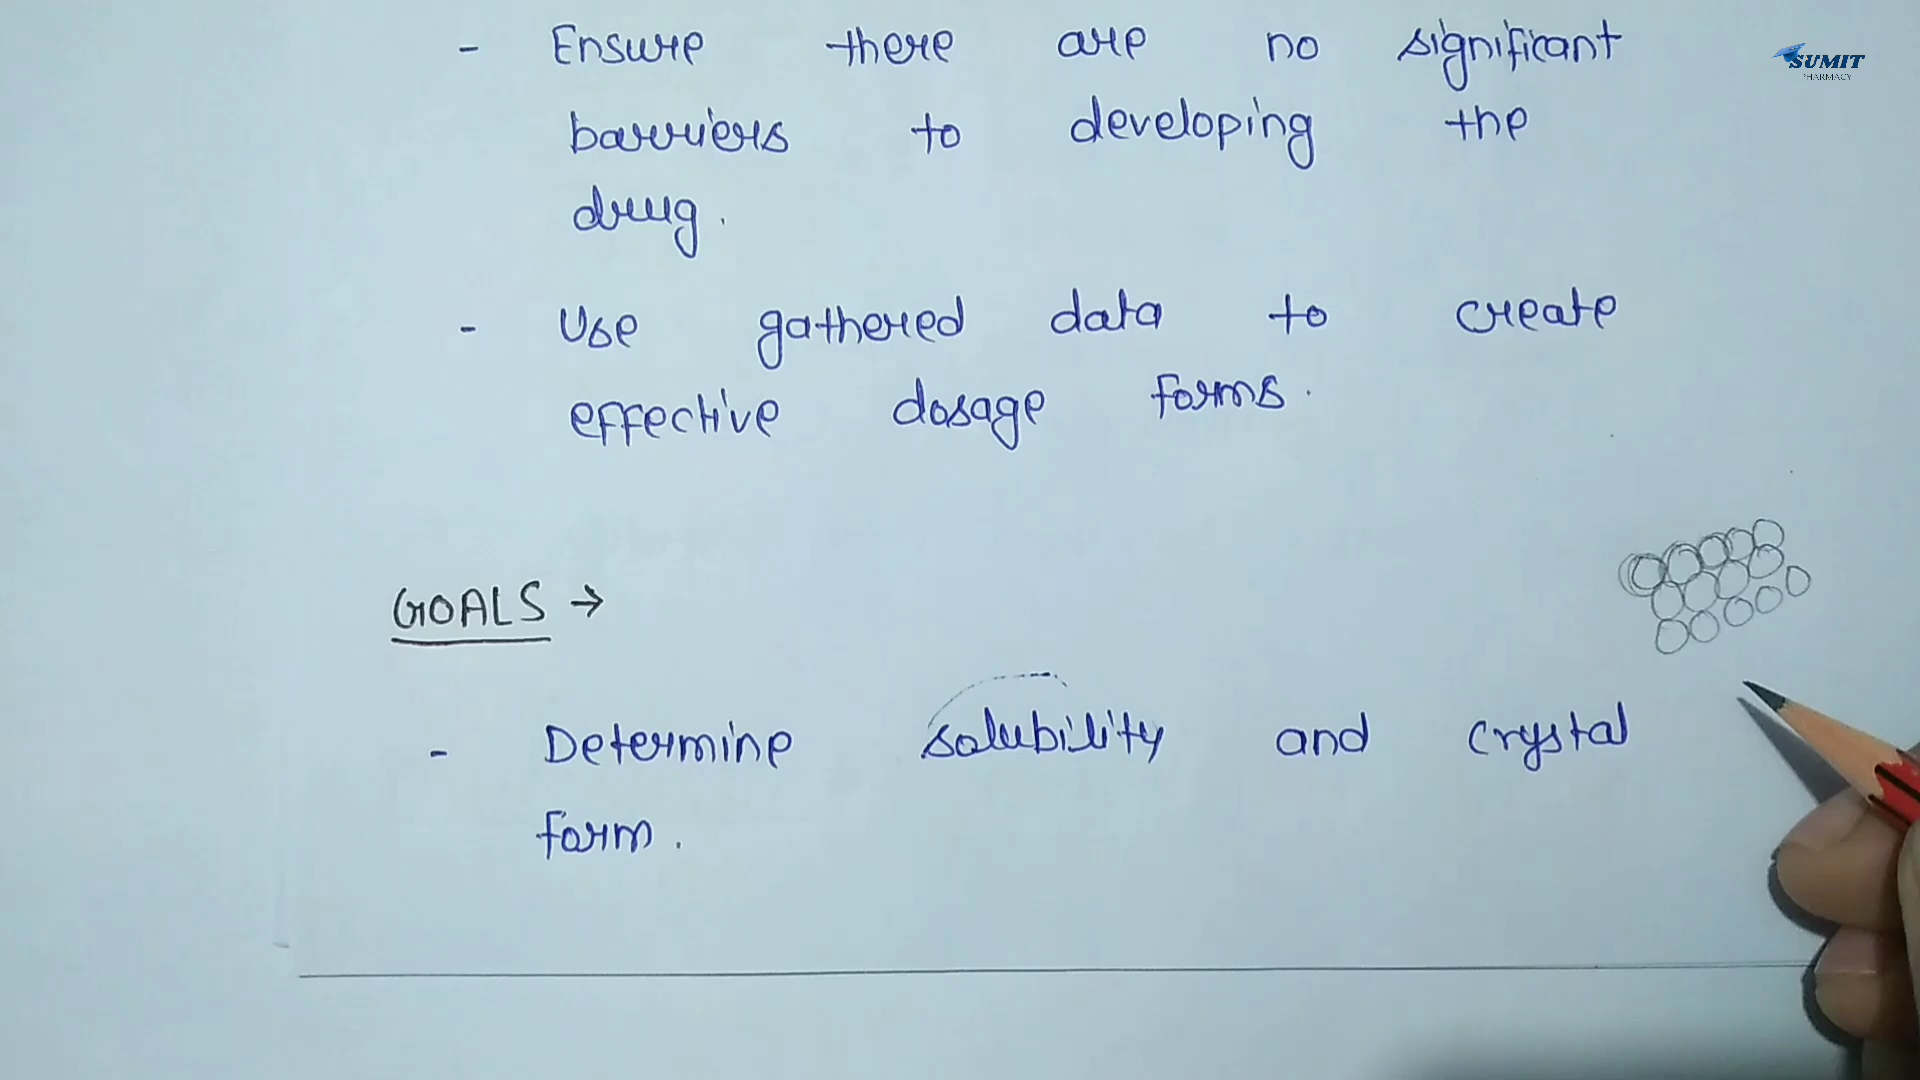 - Ensure there are no significant
barriers to developing the
drug.
- Use gathered data to create
effective dosage forms.
GOALS →
- Determine solubility and crystal
form.
SUMIT
PHARMACY